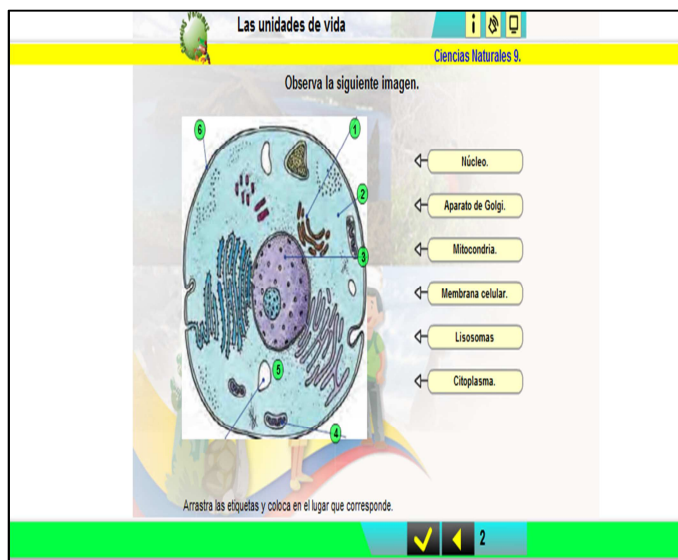 Las unidades de vida
Ciencias Naturales 9.
Observa la siguiente imagen.
6
1
2
3
5
4
Núcleo.
Aparato de Golgi.
Mitocondria.
Membrana celular.
Lisosomas
Citoplasma.
Arrastra las etiquetas y coloca en el lugar que corresponde.
2